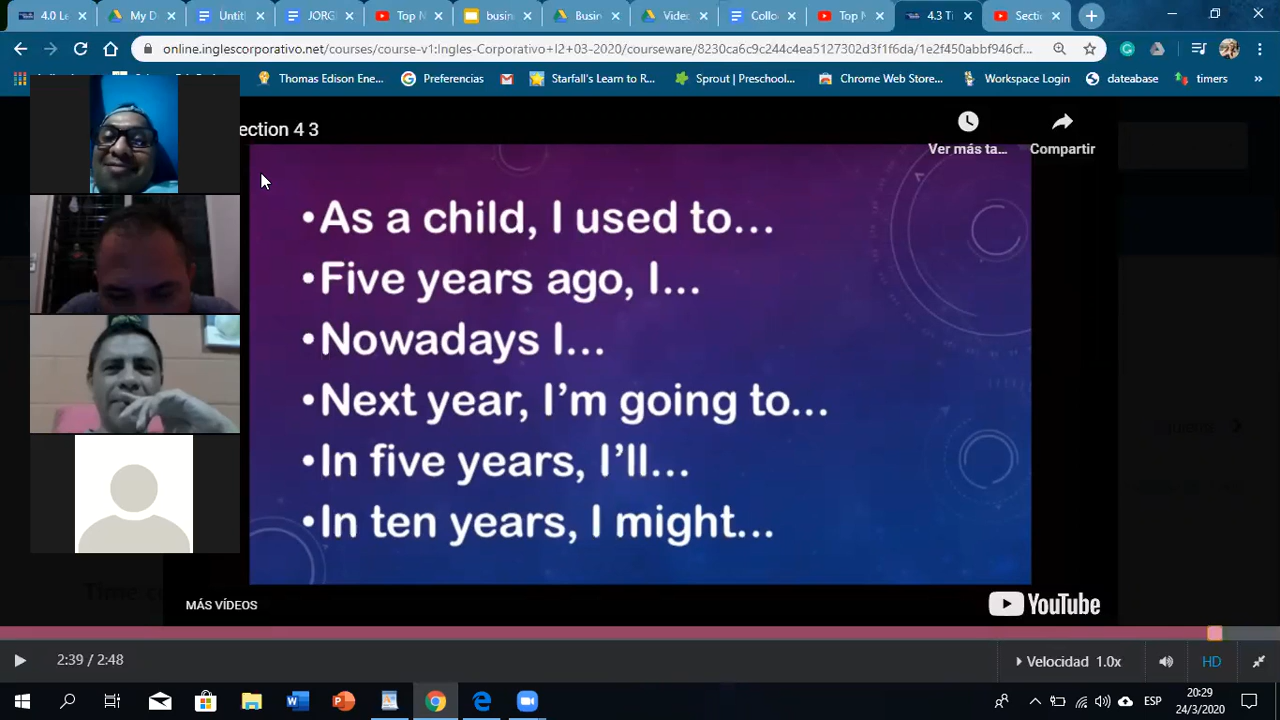 4.0 Le
My D
Untit
JORG
Top N
busin
Busin
Video
Collo
Top N
4.3 Ti
Secti
online.inglescorporativo.net/courses/course-v1:Ingles-Corporativo+I2+03-2020/courseware/8230ca6c9c244c4ea5127302d3f1f6da/1e2f450abbf946cf...
Thomas Edison Ene...
Preferencias
Starfall's Learn to R...
Sprout | Preschool...
Chrome Web Store...
Workspace Login
dateabase
timers
ection 4 3
Ver más ta...
Compartir
•As a child, I used to...
•Five years ago, I...
•Nowadays I...
•Next year, I'm going to...
•In five years, I'll...
•In ten years, I might...
MÁS VÍDEOS
YouTube
2:39 / 2:48
Velocidad 1.0x
HD
ESP
20:29
24/3/2020